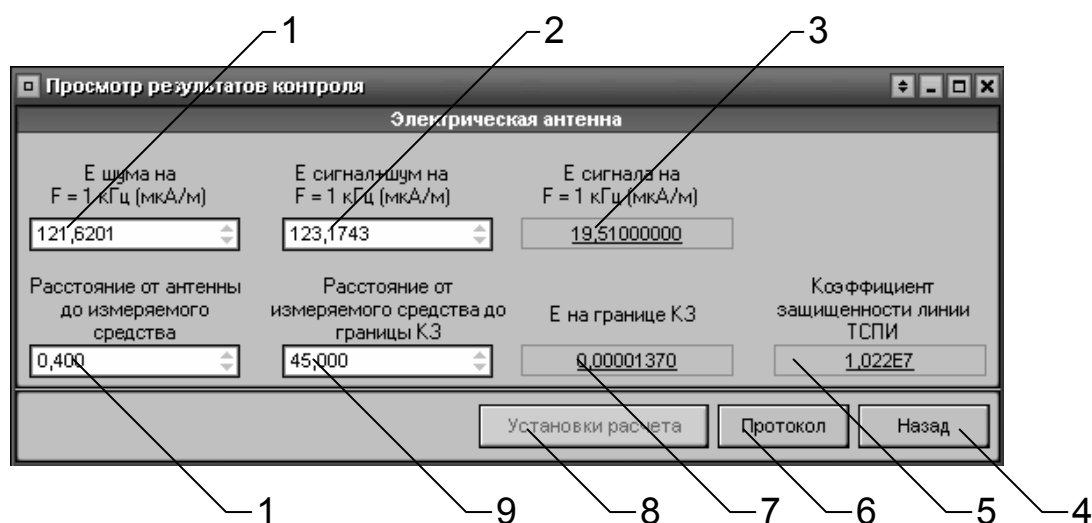 1 2 3
Просмотр результатов контроля
Электрическая антенна
Е шума на F = 1 кГц (мкА/м)
Е сигнал+шум на F = 1 кГц (мкА/м)
Е сигнала на F = 1 кГц (мкА/м)
121,6201 123,1743 19,51000000
Расстояние от антенны до измеряемого средства
Расстояние от измеряемого средства до границы КЗ
Е на границе КЗ
Коэффициент защищенности линии ТСПИ
0,400 45,000 0,00001370 1,022E7
Установки расчета Протокол Назад
1 9 8 7 6 5 4